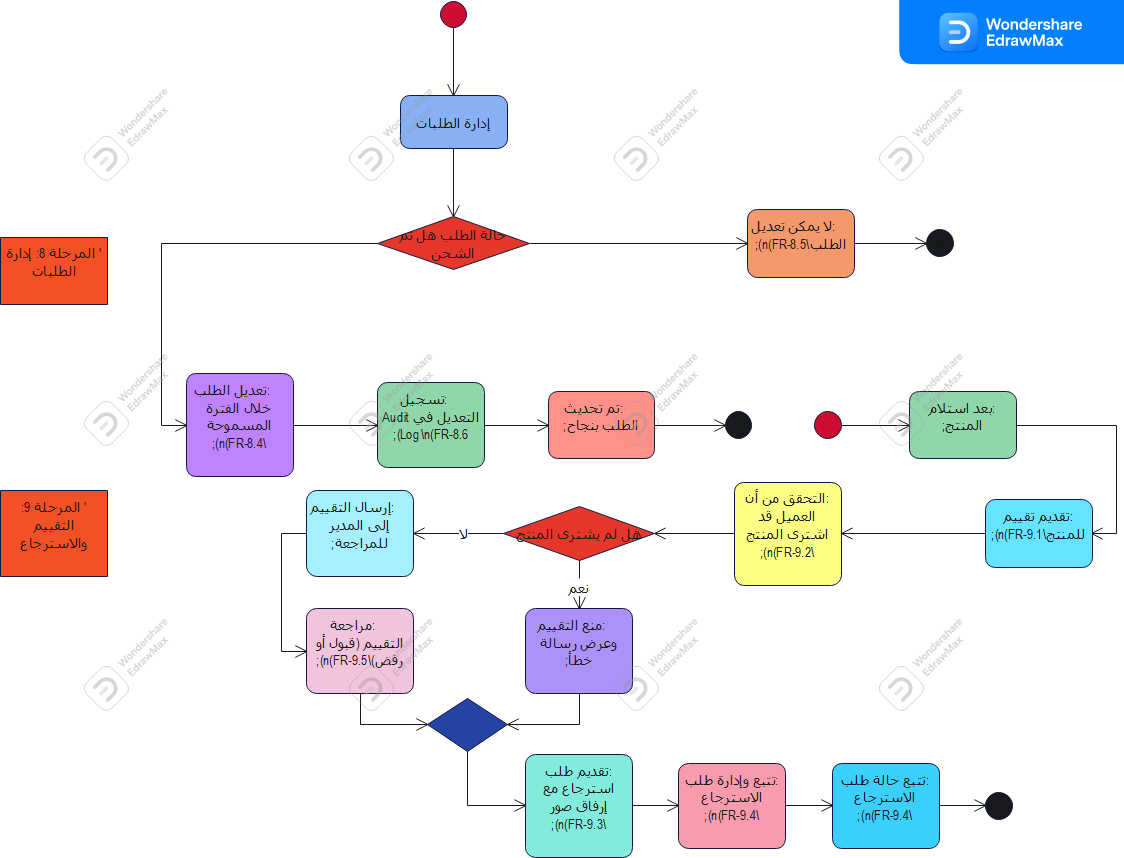 Wondershare
EdrawMax
إدارة الطلبات
حالة الطلب هل تم
الشحن
:لا يمكن تعديل
الطلب\n(FR-8.5);
' المرحلة 8: إدارة
الطلبات
:تعديل الطلب
خلال الفترة
المسموحة
\n(FR-8.4);
:تسجيل
التعديل في Audit
Log\n(FR-8.6);
:تم تحديث
الطلب بنجاح;
:بعد استلام
المنتج;
' المرحلة 9:
التقييم
والاسترجاع
:إرسال التقييم
إلى المدير
للمراجعة;
لا
هل لم يشترى المنتج
:التحقق من أن
العميل قد
اشترى المنتج
\n(FR-9.2);
:تقديم تقييم
للمنتج\n(FR-9.1);
نعم
:مراجعة
التقييم (قبول أو
رفض)\n(FR-9.5);
:منع التقييم
وعرض رسالة
خطأ;
:تقديم طلب
استرجاع مع
إرفاق صور
\n(FR-9.3);
:تتبع وإدارة طلب
الاسترجاع
\n(FR-9.4);
:تتبع حالة طلب
الاسترجاع
\n(FR-9.4);